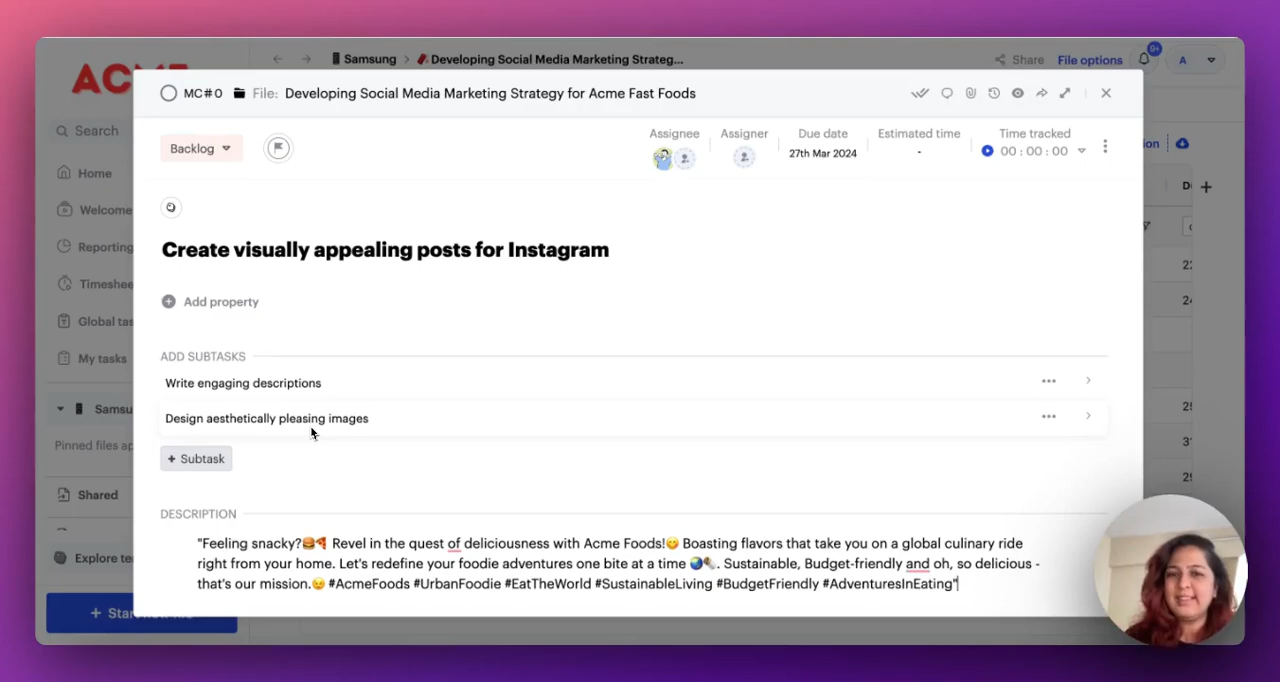 ACME
Samsung > Developing Social Media Marketing Strateg...
Share File options 9+ A
MC#0 File: Developing Social Media Marketing Strategy for Acme Fast Foods
Search
Backlog
Assignee Assigner Due date Estimated time Time tracked
27th Mar 2024 - 00 : 00 : 00
Home
Welcome
Reporting
Timeshee
Global tas
My tasks
Samsu
Pinned files ap
Shared
Explore te
+ Star
Create visually appealing posts for Instagram
Add property
ADD SUBTASKS
Write engaging descriptions
Design aesthetically pleasing images
+ Subtask
DESCRIPTION
"Feeling snacky?🍔🍕 Revel in the quest of deliciousness with Acme Foods!😋 Boasting flavors that take you on a global culinary ride
right from your home. Let's redefine your foodie adventures one bite at a time 🌍🌯. Sustainable, Budget-friendly and oh, so delicious -
that's our mission.😉 #AcmeFoods #UrbanFoodie #EatTheWorld #SustainableLiving #BudgetFriendly #AdventuresInEating"